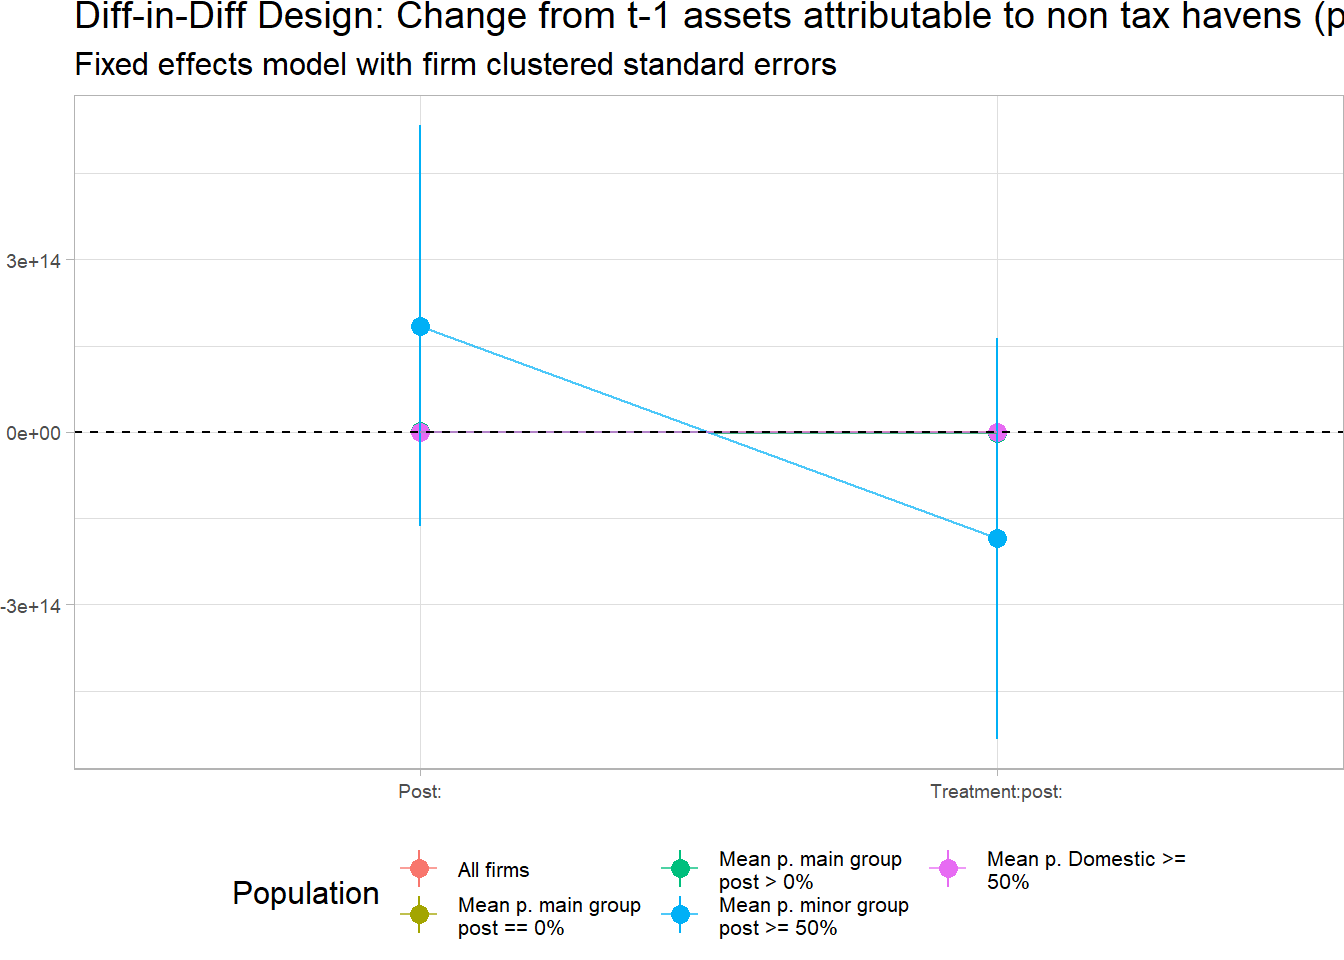 Diff-in-Diff Design: Change from t-1 assets attributable to non tax havens (p
Fixed effects model with firm clustered standard errors
3e+14
0e+00
-3e+14
Post:
Treatment:post:
Population
All firms
Mean p. main group
post == 0%
Mean p. main group
post > 0%
Mean p. minor group
post >= 50%
Mean p. Domestic >=
50%